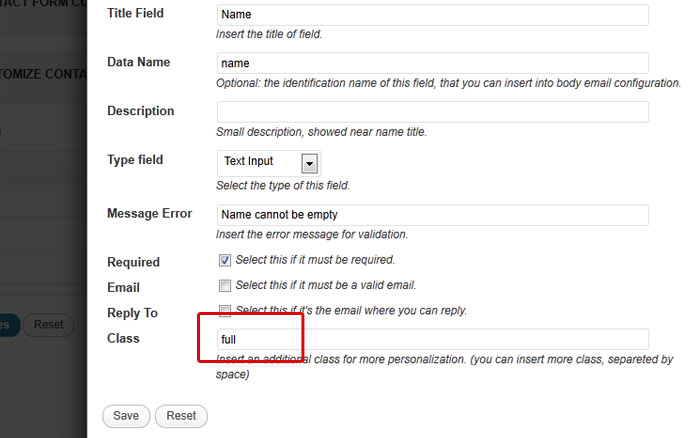 TACT FORM CO
Title Field
Name
Insert the title of field.
TOMIZE CONTA
Data Name
name
Optional: the identification name of this field, that you can insert into body email configuration.
Description
Small description, showed near name title.
Type field
Text Input
Select the type of this field.
Message Error
Name cannot be empty
Insert the error message for validation.
Required
Select this if it must be required.
Email
Select this if it must be a valid email.
Reply To
Select this if it's the email where you can reply.
es
Reset
Class
full
Insert an additional class for more personalization. (you can insert more class, separeted by
space)
Save
Reset